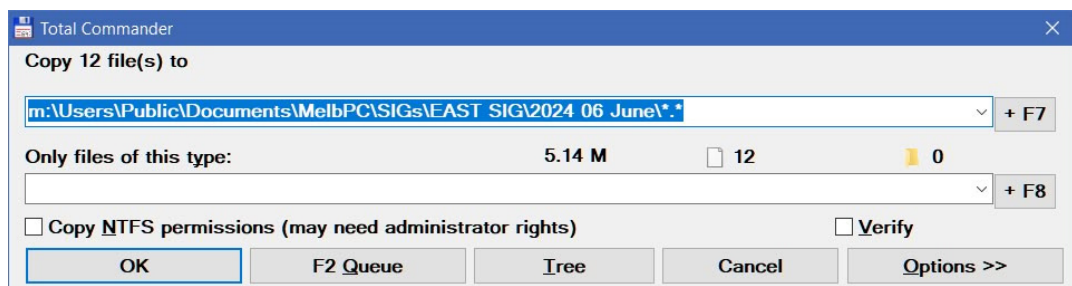 Total Commander
Copy 12 file(s) to
m:\Users\Public\Documents\MelbPC\SIGs\EAST SIG\2024 06 June\*.*
+ F7
Only files of this type: 5.14 M 12 0
+ F8
Copy NTFS permissions (may need administrator rights) Verify
OK F2 Queue Tree Cancel Options >>